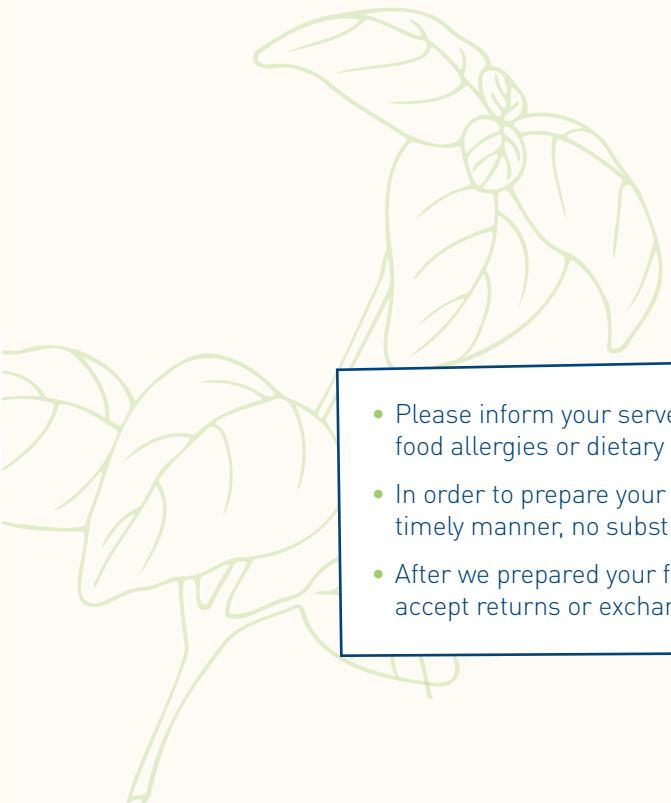 • Please inform your serve
food allergies or dietary
• In order to prepare your
timely manner, no substi
• After we prepared your f
accept returns or exchan